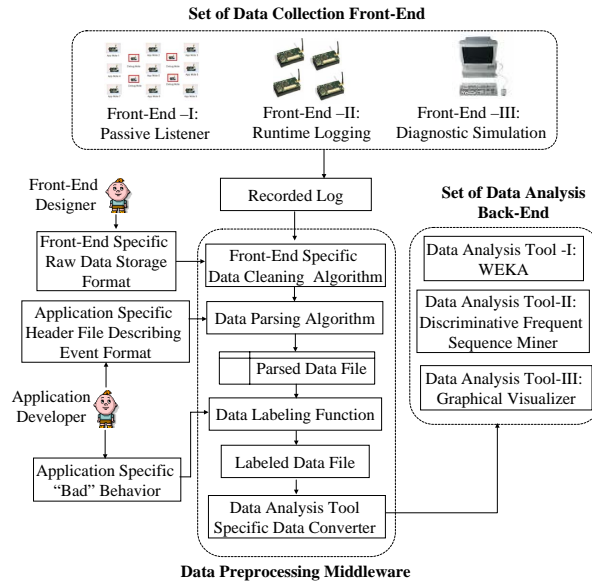 Set of Data Collection Front-End
Front-End –I:
Passive Listener
Front-End –II:
Runtime Logging
Front-End –III:
Diagnostic Simulation
Front-End
Designer
Recorded Log
Set of Data Analysis
Back-End
Front-End Specific
Raw Data Storage
Format
Front-End Specific
Data Cleaning Algorithm
Data Analysis Tool -I:
WEKA
Application Specific
Header File Describing
Event Format
Data Parsing Algorithm
Data Analysis Tool-II:
Discriminative Frequent
Sequence Miner
Parsed Data File
Data Analysis Tool-III:
Graphical Visualizer
Application
Developer
Data Labeling Function
Application Specific
“Bad” Behavior
Labeled Data File
Data Analysis Tool
Specific Data Converter
Data Preprocessing Middleware